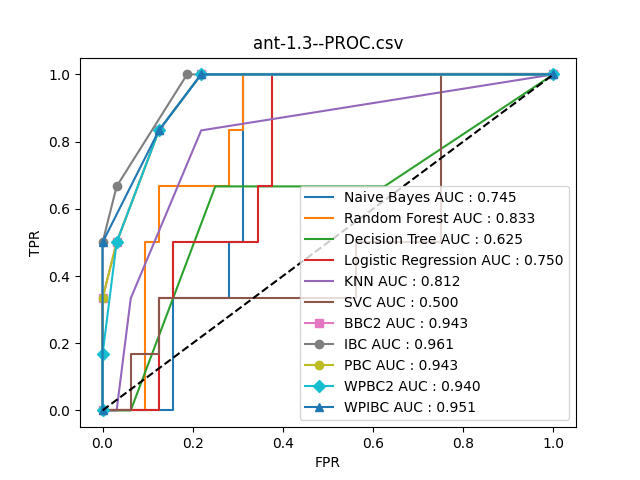 ant-1.3--PROC.csv
TPR
1.0
0.8
0.6
0.4
0.2
0.0
Naive Bayes AUC : 0.745
Random Forest AUC : 0.833
Decision Tree AUC : 0.625
Logistic Regression AUC : 0.750
KNN AUC : 0.812
SVC AUC : 0.500
BBC2 AUC : 0.943
IBC AUC : 0.961
PBC AUC : 0.943
WPBC2 AUC : 0.940
WPIBC AUC : 0.951
0.0 0.2 0.4 0.6 0.8 1.0
FPR